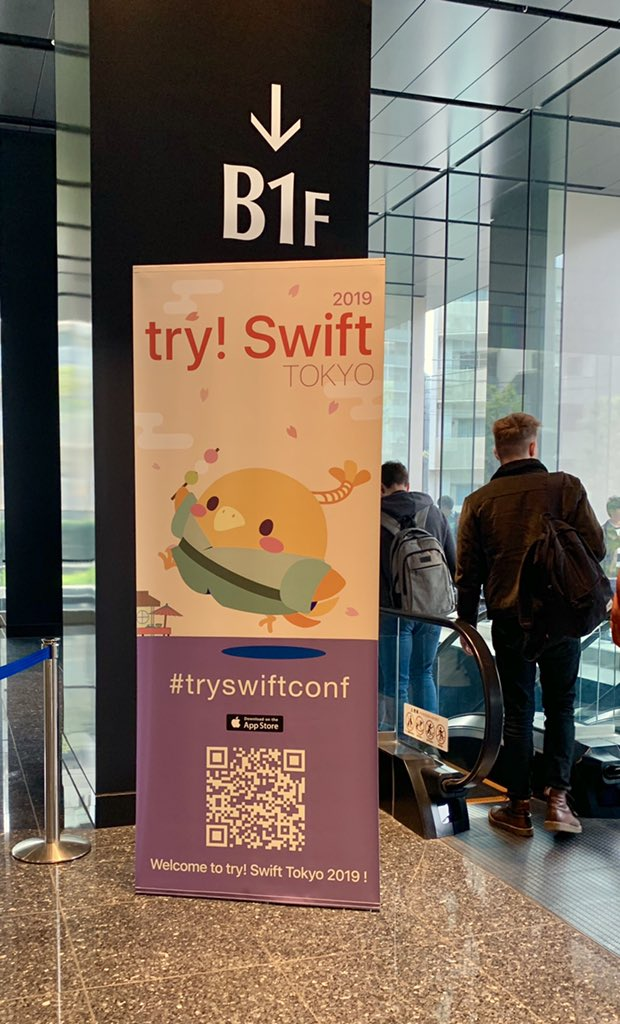 ↓
B1F
2019
try! Swift
TOKYO
#tryswiftconf
Download on the
App Store
Welcome to try! Swift Tokyo 2019 !